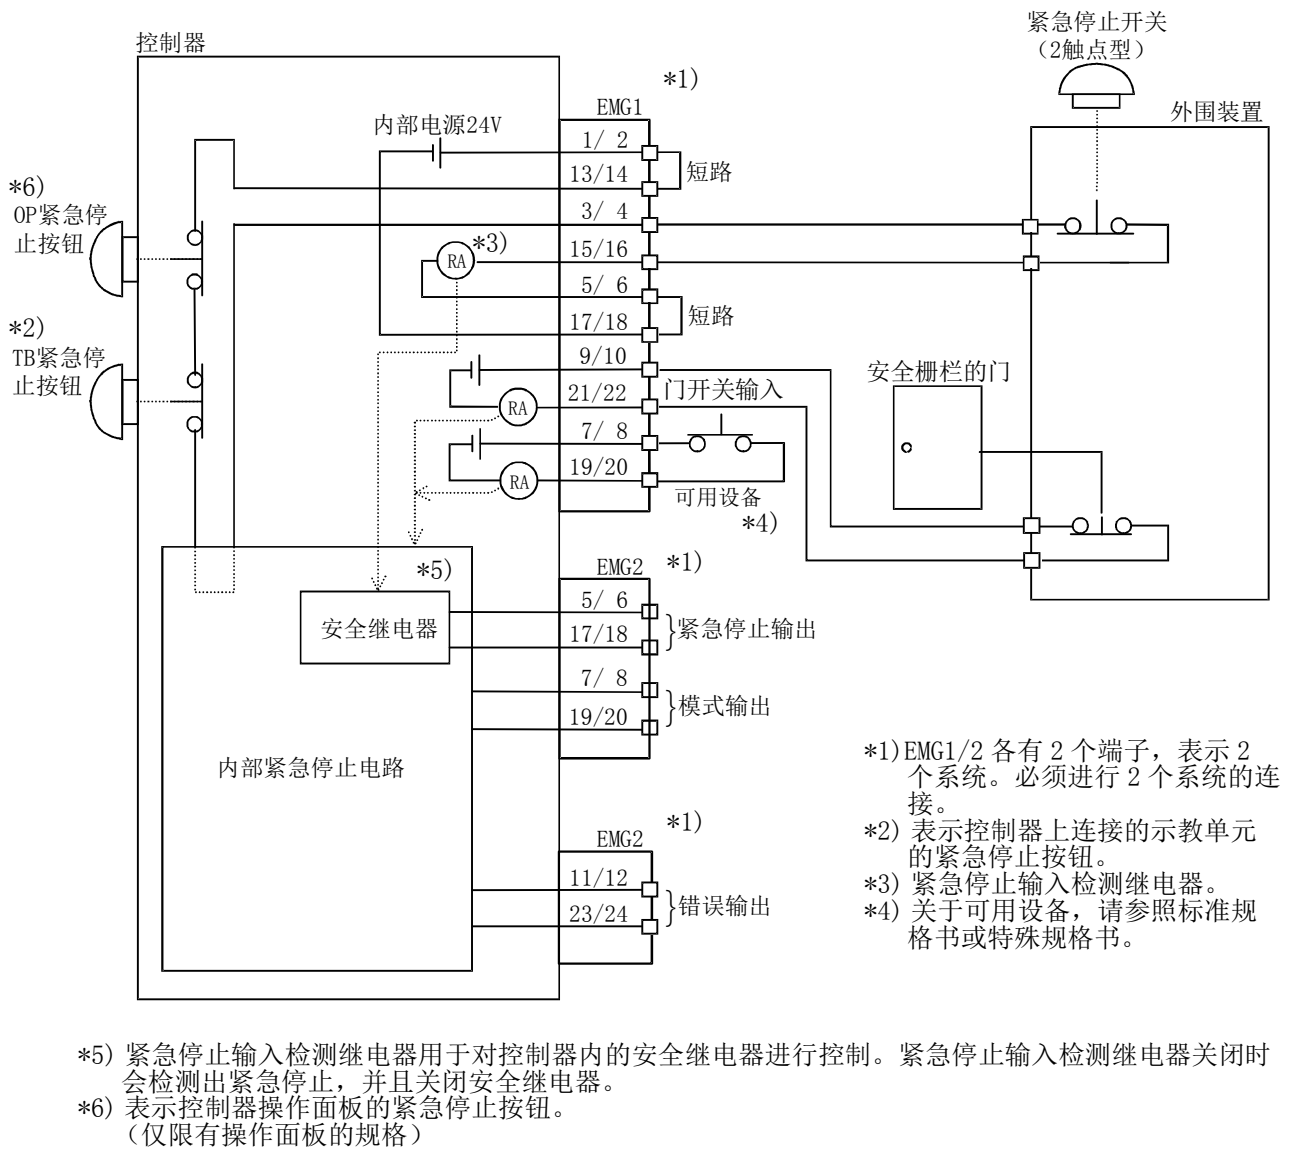 紧急停止开关
（2触点型）
控制器
*1)
EMG1
外围装置
内部电源24V
1/ 2
13/14
短路
*6)
OP紧急停
止按钮
3/ 4
*3)
RA
15/16
5/ 6
短路
17/18
*2)
TB紧急停
止按钮
9/10
安全栅栏的门
21/22
门开关输入
RA
7/ 8
19/20
RA
可用设备
*4)
*1)
EMG2
*5)
5/ 6
安全继电器
17/18
紧急停止输出
7/ 8
模式输出
19/20
内部紧急停止电路
*1)
EMG2
11/12
错误输出
23/24
*1)EMG1/2 各有 2 个端子，表示 2
个系统。必须进行 2 个系统的连
接。
*2) 表示控制器上连接的示教单元
的紧急停止按钮。
*3) 紧急停止输入检测继电器。
*4) 关于可用设备，请参照标准规
格书或特殊规格书。
*5) 紧急停止输入检测继电器用于对控制器内的安全继电器进行控制。紧急停止输入检测继电器关闭时
会检测出紧急停止，并且关闭安全继电器。
*6) 表示控制器操作面板的紧急停止按钮。
（仅限有操作面板的规格）